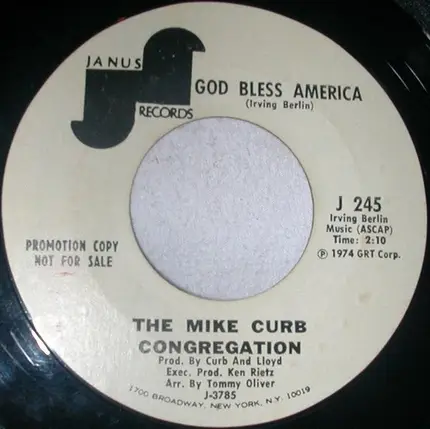 JANUS
RECORDS
GOD BLESS AMERICA
(Irving Berlin)
J 245
Irving Berlin
Music (ASCAP)
Time: 2:10
Ⓟ 1974 GRT Corp.
PROMOTION COPY
NOT FOR SALE
THE MIKE CURB
CONGREGATION
Prod. By Curb And Lloyd
Exec. Prod. Ken Rietz
Arr. By Tommy Oliver
J-3785
1700 BROADWAY, NEW YORK, N.Y. 10019